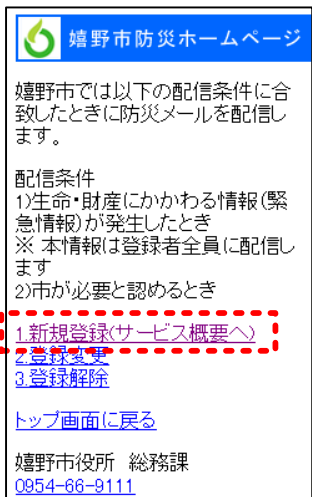 嬉野市防災ホームページ
嬉野市では以下の配信条件に合
致したときに防災メールを配信し
ます。
配信条件
1)生命・財産にかかわる情報(緊
急情報)が発生したとき
※ 本情報は登録者全員に配信し
ます
2)市が必要と認めるとき
1.新規登録(サービス概要へ)
2.登録変更
3.登録解除
トップ画面に戻る
嬉野市役所 総務課
0954-66-9111